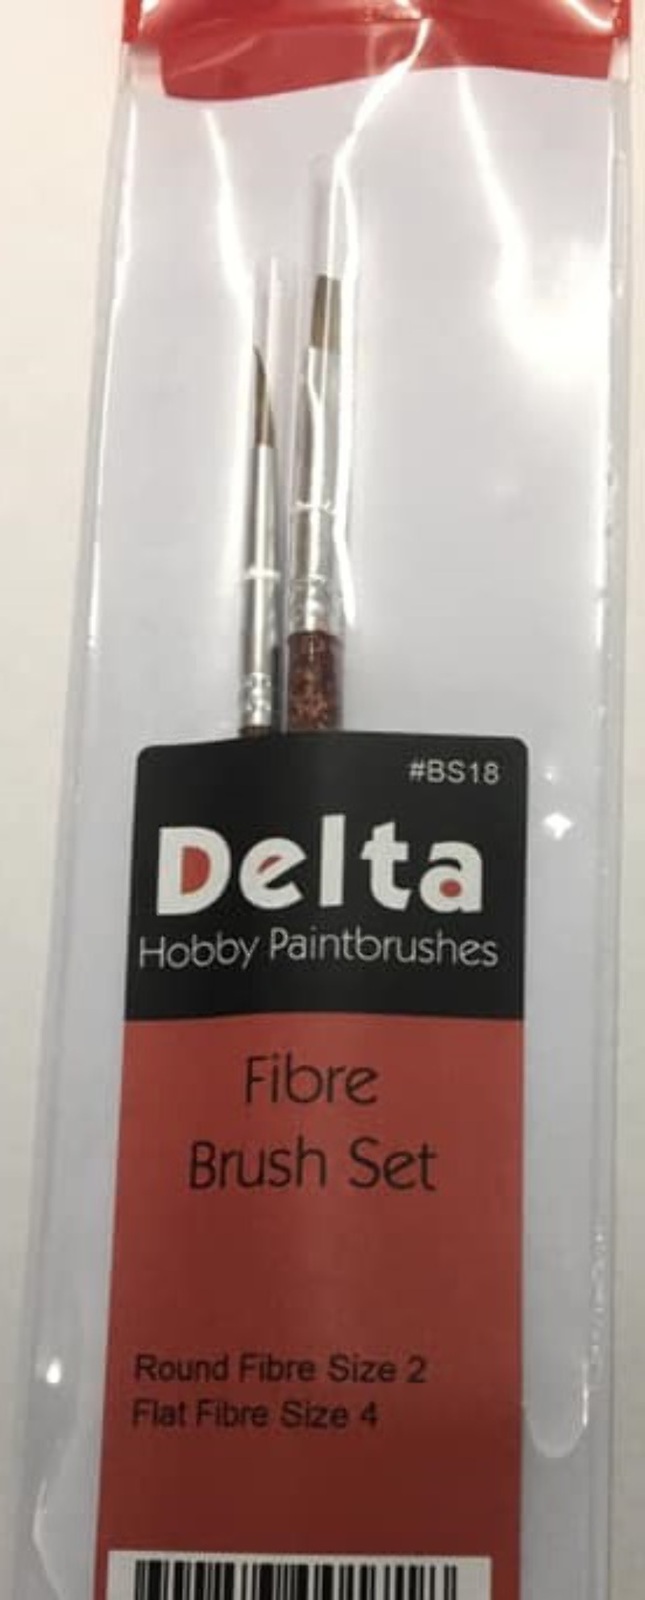 #BS18
Delta
Hobby Paintbrushes
Fibre
Brush Set
Round Fibre Size 2
Flat Fibre Size 4